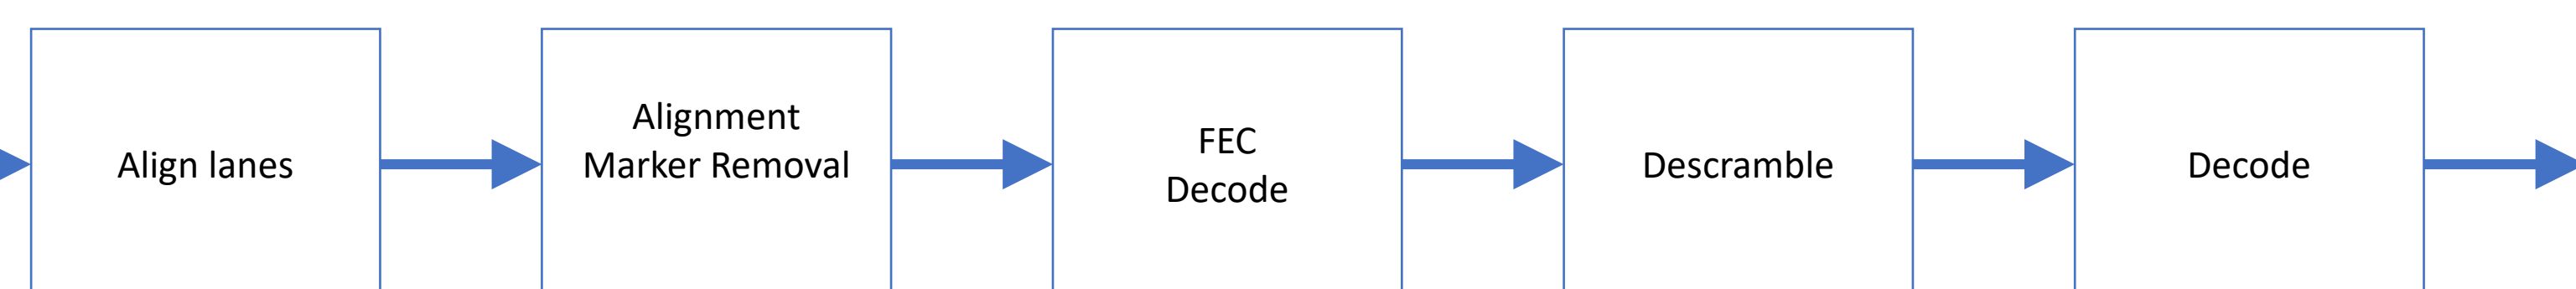 Align lanes
Alignment
Marker Removal
FEC
Decode
Descramble
Decode